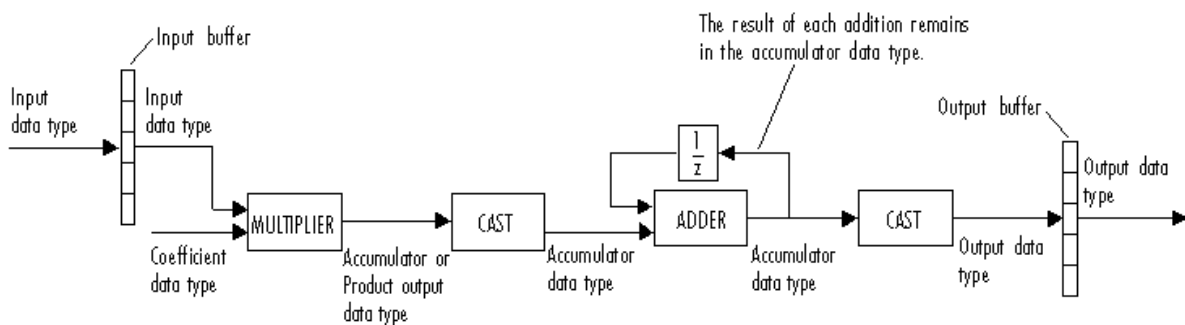 The result of each addition remains
in the accumulator data type.
Input buffer
Input
data type
Input
data type
Output buffer
1
z
Output data
type
MULTIPLIER
CAST
ADDER
CAST
Coefficient
data type
Accumulator or
Product output
data type
Accumulator
data type
Accumulator
data type
Output data
type